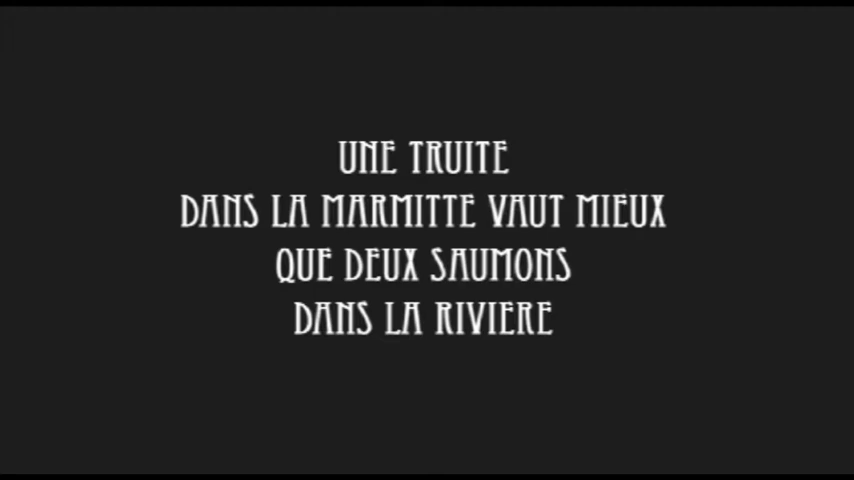 UNE TRUITE
DANS LA MARMITTE VAUT MIEUX
QUE DEUX SAUMONS
DANS LA RIVIERE